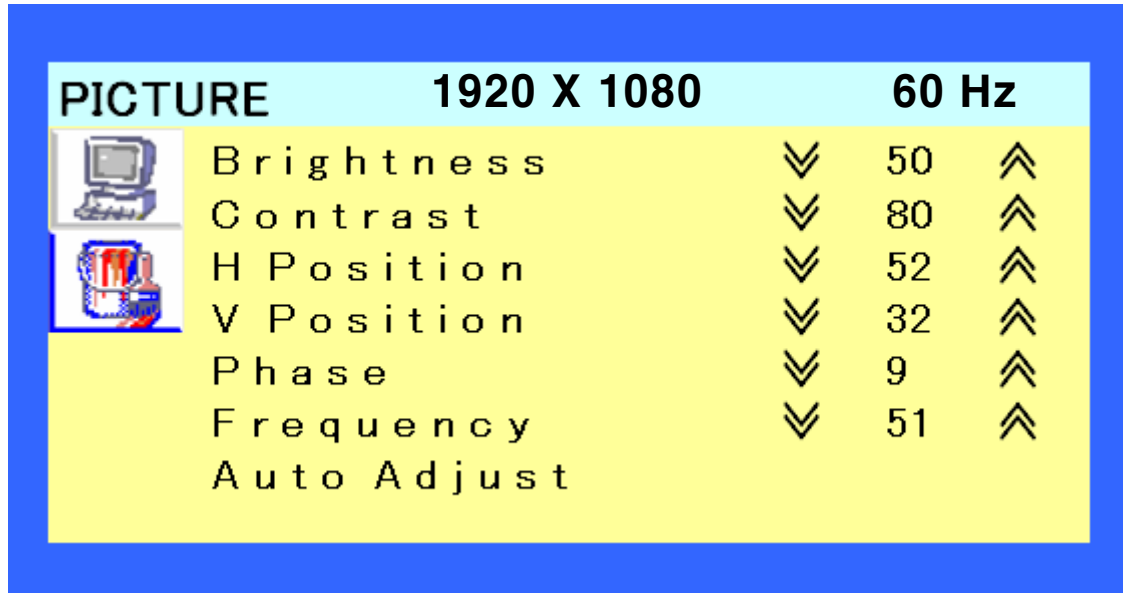 PICTURE 1920 X 1080 60 Hz
Brightness 50
Contrast 80
H Position 52
V Position 32
Phase 9
Frequency 51
Auto Adjust